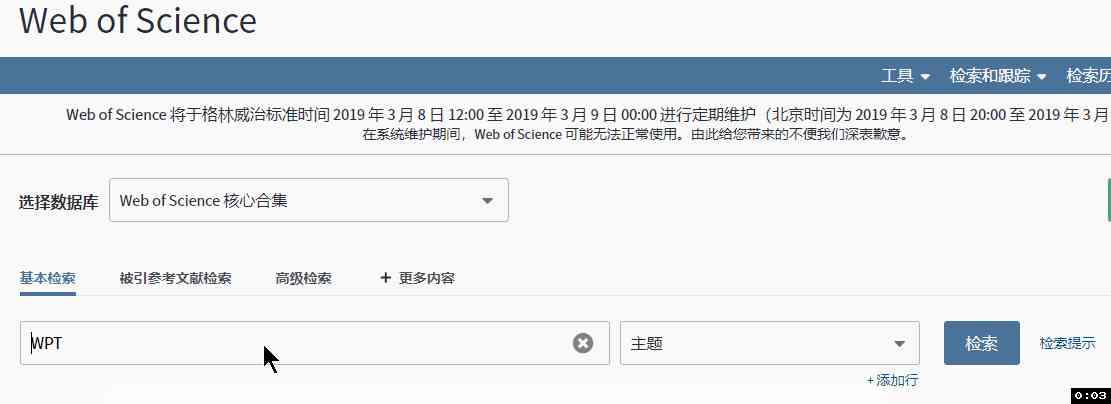 Web of Science
工具 检索和跟踪 检索历
Web of Science 将于格林威治标准时间 2019 年 3 月 8 日 12:00 至 2019 年 3 月 9 日 00:00 进行定期维护（北京时间为 2019 年 3 月 8 日 20:00 至 2019 年 3 月
在系统维护期间，Web of Science 可能无法正常使用。由此给您带来的不便我们深表歉意。
选择数据库 Web of Science 核心合集
基本检索 被引参考文献检索 高级检索 + 更多内容
WPT 主题 检索 检索提示
+ 添加行
0:03